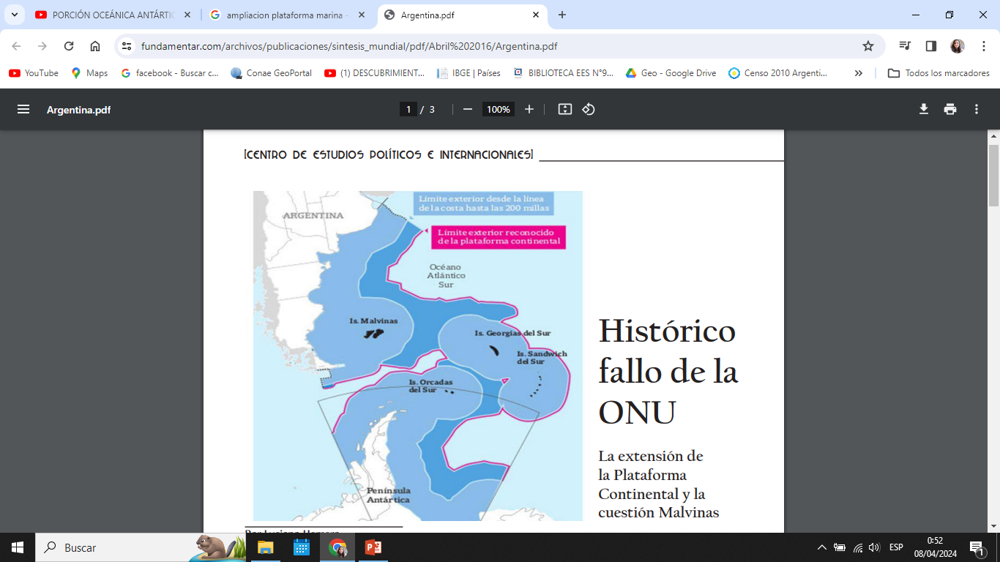 PORCIÓN OCEÁNICA ANTÁRTIC
ampliacion plataforma marina -
Argentina.pdf
fundamentar.com/archivos/publicaciones/sintesis_mundial/pdf/Abril%202016/Argentina.pdf
YouTube
Maps
facebook - Buscar c...
Conae GeoPortal
(1) DESCUBRIMIENT...
IBGE | Países
BIBLIOTECA EES N°9...
Geo - Google Drive
Censo 2010 Argenti...
»
Todos los marcadores
Argentina.pdf
1 / 3
100%
[CENTRO DE ESTUDIOS POLÍTICOS E INTERNACIONALES]
Límite exterior desde la línea
de la costa hasta las 200 millas
ARGENTINA
Límite exterior reconocido
de la plataforma continental
Océano
Atlántico
Sur
Is. Malvinas
Is. Georgias del Sur
Is. Sandwich
del Sur
Is. Orcadas
del Sur
Península
Antártica
Histórico
fallo de la
ONU
La extensión de
la Plataforma
Continental y la
cuestión Malvinas
Por Luciano Herrero
Buscar
ESP
0:52
08/04/2024
1